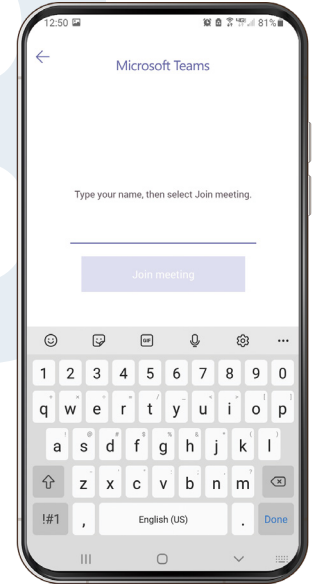 12:50 81%
Microsoft Teams
Type your name, then select Join meeting.
Join meeting
GIF
1 2 3 4 5 6 7 8 9 0
q w e r t y u i o p
a s d f g h j k l
z x c v b n m
!#1 , English (US) . Done